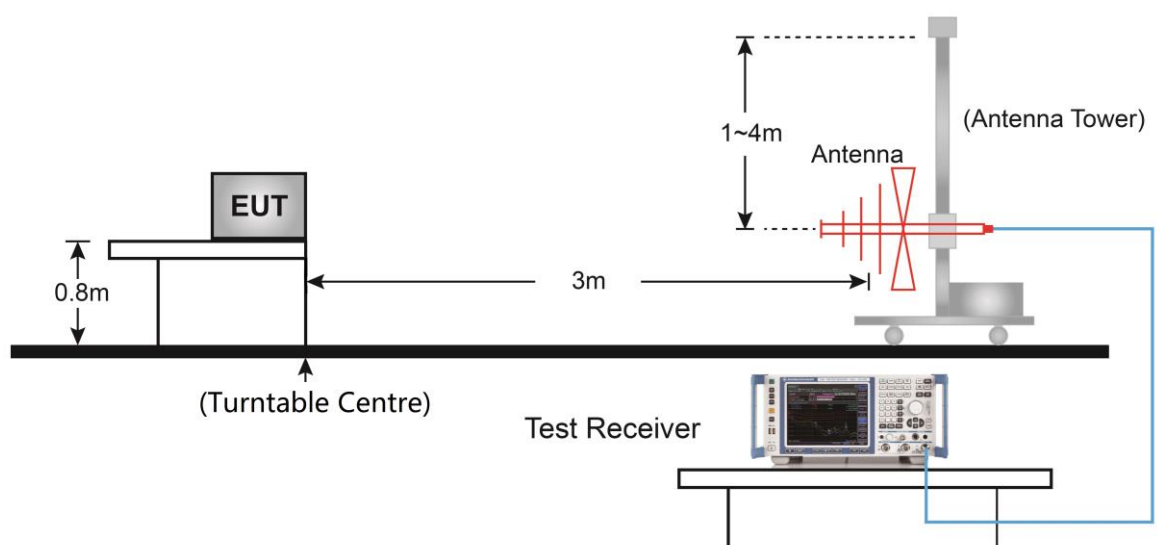 1~4m
(Antenna Tower)
Antenna
EUT
0.8m
3m
(Turntable Centre)
Test Receiver